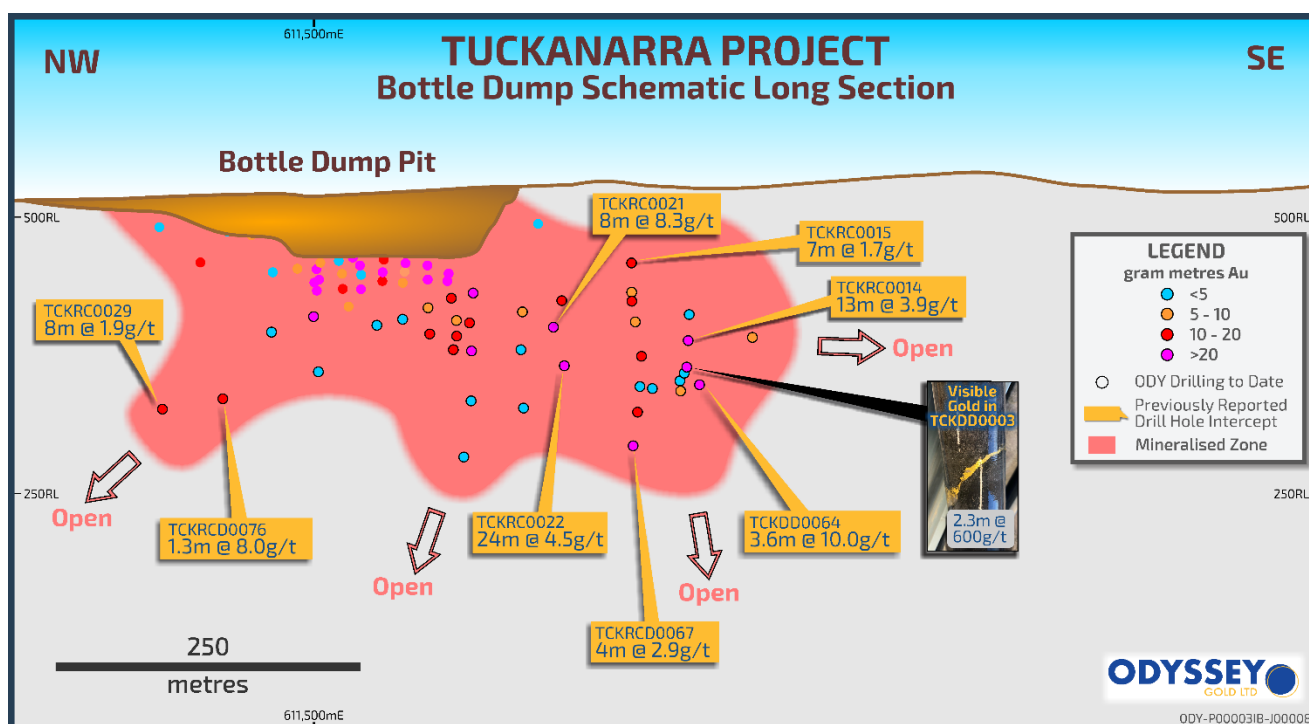 611,500mE
NW
TUCKANARRA PROJECT
SE
Bottle Dump Schematic Long Section
Bottle Dump Pit
500RL
500RL
TCKRC0021
8m @ 8.3g/t
TCKRC0015
7m @ 1.7g/t
TCKRC0014
13m @ 3.9g/t
LEGEND
gram metres Au
<5
5 - 10
10 - 20
>20
ODY Drilling to Date
Previously Reported
Drill Hole Intercept
Mineralised Zone
TCKRC0029
8m @ 1.9g/t
Open
Visible
Gold in
TCKDD0003
2.3m @
600g/t
250RL
250RL
Open
TCKRCD0076
1.3m @ 8.0g/t
TCKRC0022
24m @ 4.5g/t
TCKDD0064
3.6m @ 10.0g/t
Open
Open
TCKRCD0067
4m @ 2.9g/t
250
metres
ODYSSEY
GOLD LTD
611,500mE
ODY-P00003IB-J00008